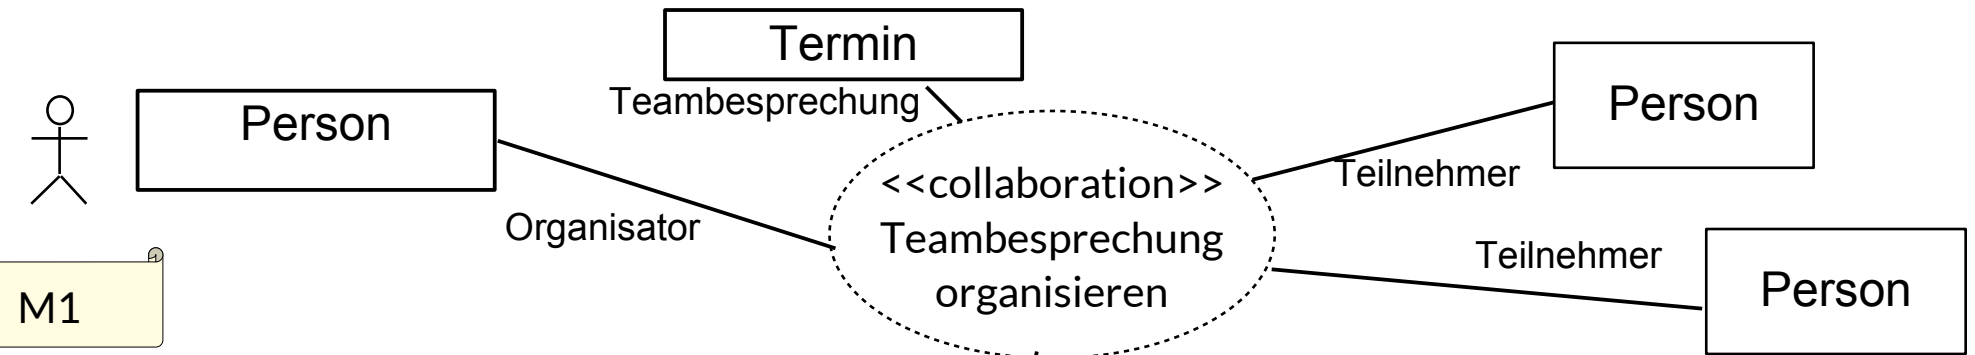 Termin
Teambesprechung
Person
Person
Teilnehmer
<<collaboration>>
Teambesprechung
organisieren
Organisator
Teilnehmer
Person
M1